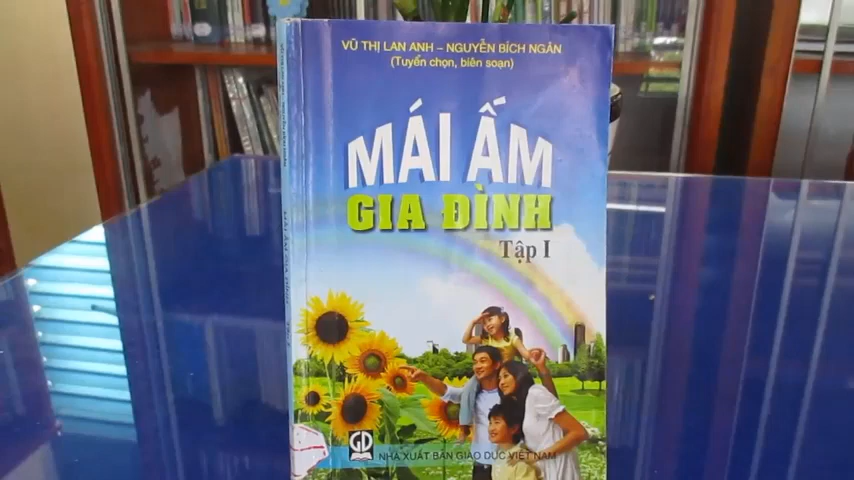 VŨ THỊ LAN ANH – NGUYỄN BÍCH NGÂN
(Tuyển chọn, biên soạn)
MÁI ẤM
GIA ĐÌNH
Tập I
GD
NHÀ XUẤT BẢN GIÁO DỤC VIỆT NAM